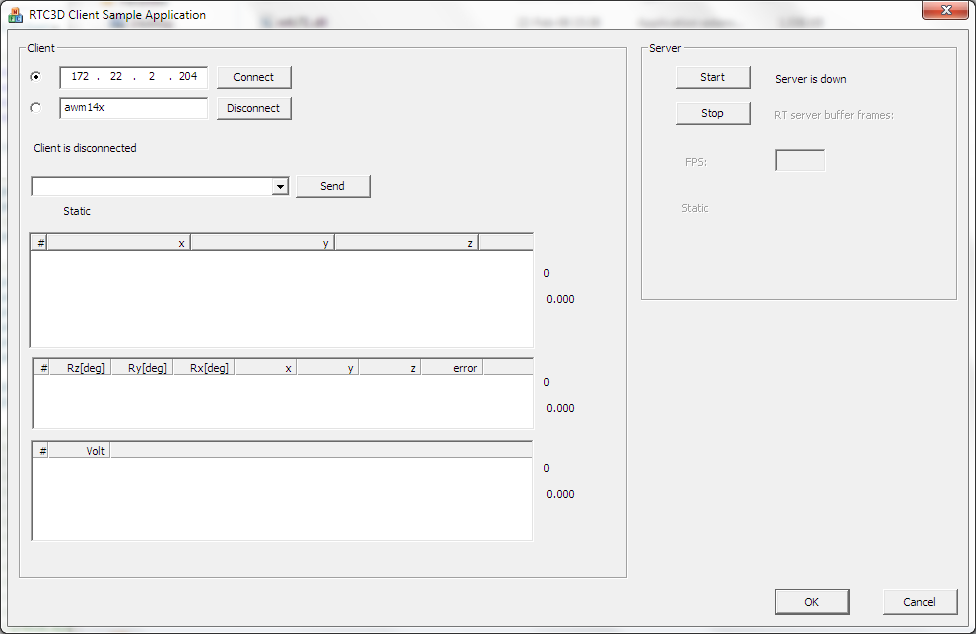 RTC3D Client Sample Application
Client
172 . 22 . 2 . 204
Connect
awm14x
Disconnect
Client is disconnected
Send
Static
# x y z
0
0.000
# Rz[deg] Ry[deg] Rx[deg] x y z error
0
0.000
# Volt
0
0.000
Server
Start
Server is down
Stop
RT server buffer frames:
FPS:
Static
OK
Cancel